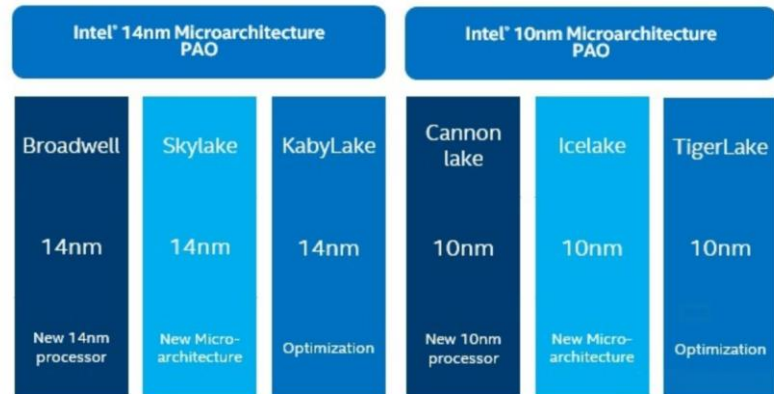 Intel® 14nm Microarchitecture
PAO
Intel® 10nm Microarchitecture
PAO
Broadwell
Skylake
KabyLake
Cannon
lake
Icelake
TigerLake
14nm
14nm
14nm
10nm
10nm
10nm
New 14nm
processor
New Micro-
architecture
Optimization
New 10nm
processor
New Micro-
architecture
Optimization